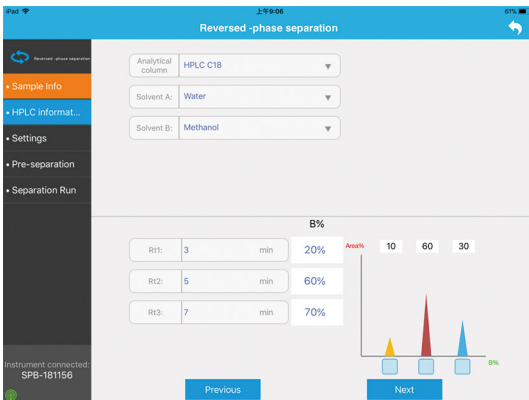 iPad 上午9:06 61%
Reversed -phase separation
Reversed -phase separation
• Sample Info
• HPLC informat...
• Settings
• Pre-separation
• Separation Run
Instrument connected:
SPB-181156
Analytical column HPLC C18
Solvent A: Water
Solvent B: Methanol
B%
Rt1: 3 min 20%
Rt2: 5 min 60%
Rt3: 7 min 70%
Area% 10 60 30
B%
Previous Next